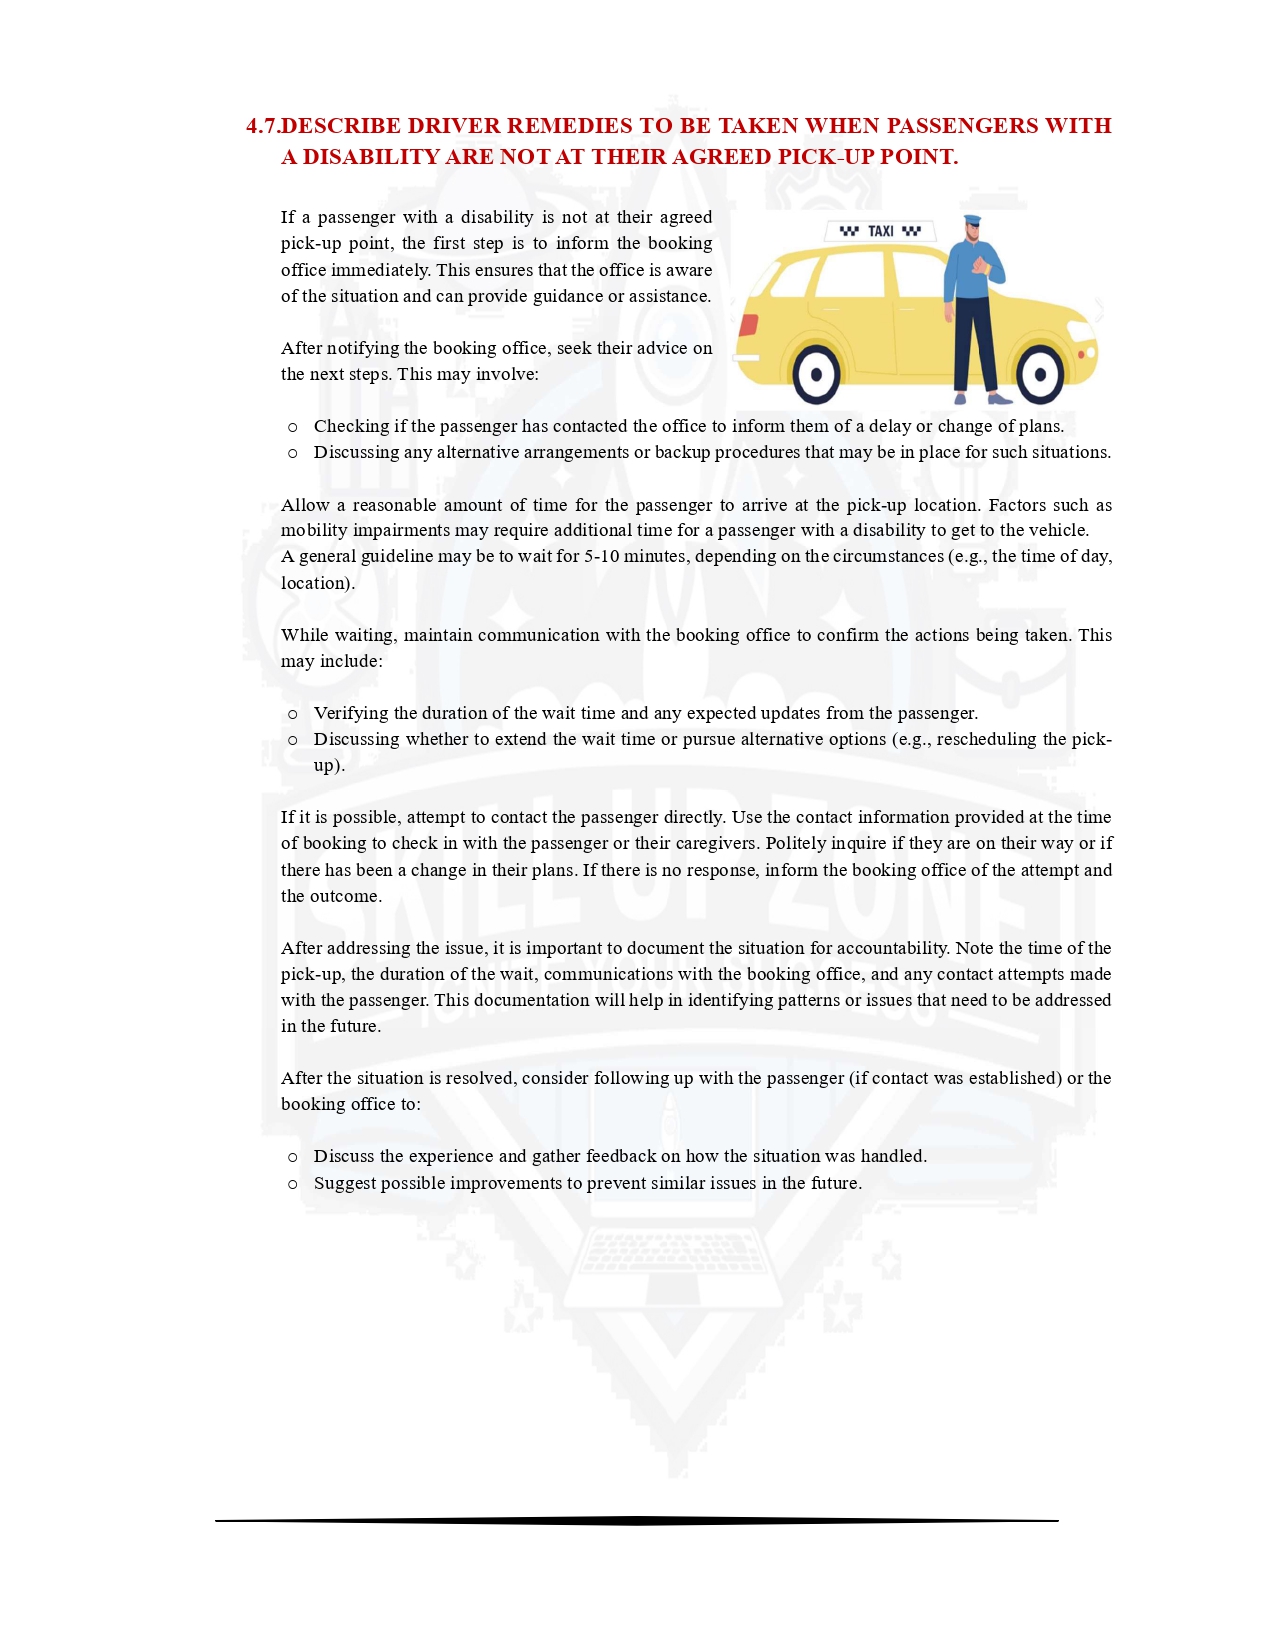 4.7.DESCRIBE DRIVER REMEDIES TO BE TAKEN WHEN PASSENGERS WITH
A DISABILITY ARE NOT AT THEIR AGREED PICK-UP POINT.
If a passenger with a disability is not at their agreed
pick-up point, the first step is to inform the booking
office immediately. This ensures that the office is aware
of the situation and can provide guidance or assistance.
TAXI
After notifying the booking office, seek their advice on
the next steps. This may involve:
o Checking if the passenger has contacted the office to inform them of a delay or change of plans.
o Discussing any alternative arrangements or backup procedures that may be in place for such situations.
Allow a reasonable amount of time for the passenger to arrive at the pick-up location. Factors such as
mobility impairments may require additional time for a passenger with a disability to get to the vehicle.
A general guideline may be to wait for 5-10 minutes, depending on the circumstances (e.g., the time of day,
location).
While waiting, maintain communication with the booking office to confirm the actions being taken. This
may include:
o Verifying the duration of the wait time and any expected updates from the passenger.
o Discussing whether to extend the wait time or pursue alternative options (e.g., rescheduling the pick-
up).
If it is possible, attempt to contact the passenger directly. Use the contact information provided at the time
of booking to check in with the passenger or their caregivers. Politely inquire if they are on their way or if
there has been a change in their plans. If there is no response, inform the booking office of the attempt and
the outcome.
After addressing the issue, it is important to document the situation for accountability. Note the time of the
pick-up, the duration of the wait, communications with the booking office, and any contact attempts made
with the passenger. This documentation will help in identifying patterns or issues that need to be addressed
in the future.
After the situation is resolved, consider following up with the passenger (if contact was established) or the
booking office to:
o Discuss the experience and gather feedback on how the situation was handled.
o Suggest possible improvements to prevent similar issues in the future.
SKILL UP ZONE
IGNITE YOUR SUCCESS